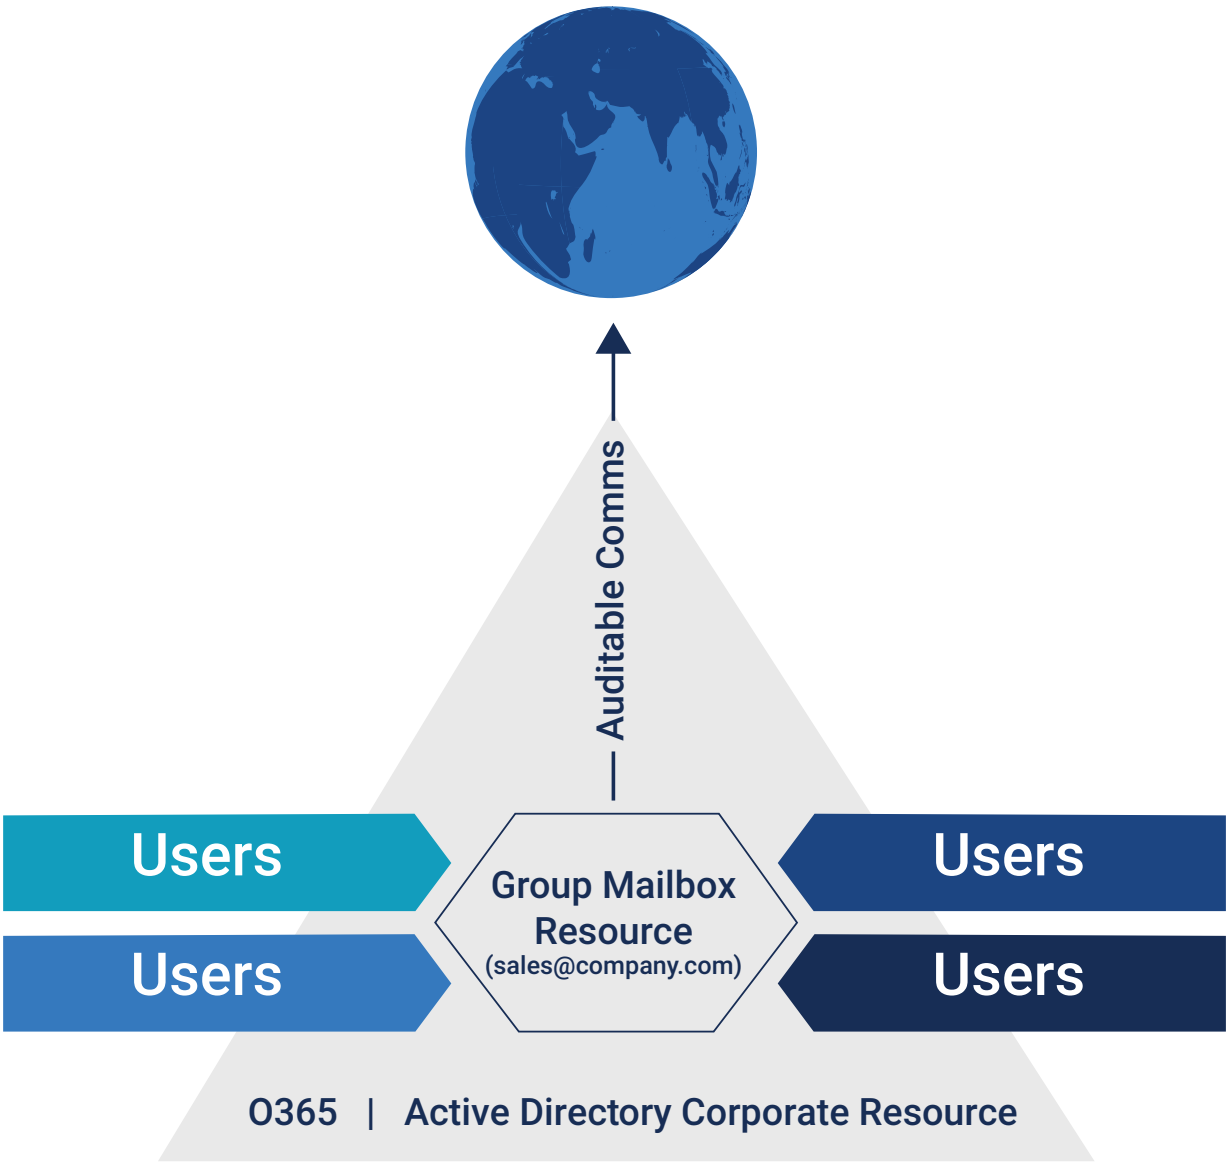 Auditable Comms
Users
Users
Group Mailbox
Resource
(sales@company.com)
Users
Users
O365 | Active Directory Corporate Resource